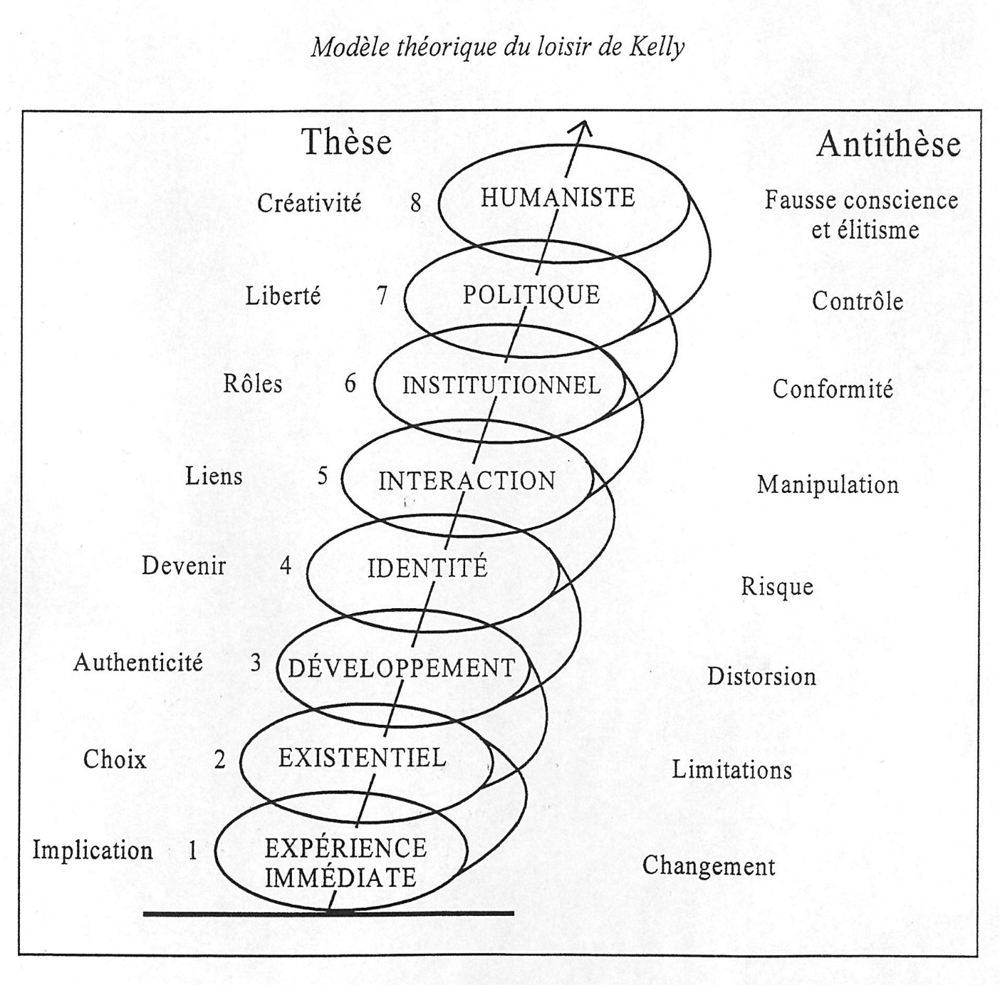 Modèle théorique du loisir de Kelly
Thèse
Antithèse
Créativité 8 HUMANISTE Fausse conscience
et élitisme
Liberté 7 POLITIQUE Contrôle
Rôles 6 INSTITUTIONNEL Conformité
Liens 5 INTERACTION Manipulation
Devenir 4 IDENTITÉ Risque
Authenticité 3 DÉVELOPPEMENT Distorsion
Choix 2 EXISTENTIEL Limitations
Implication 1 EXPÉRIENCE
IMMÉDIATE Changement